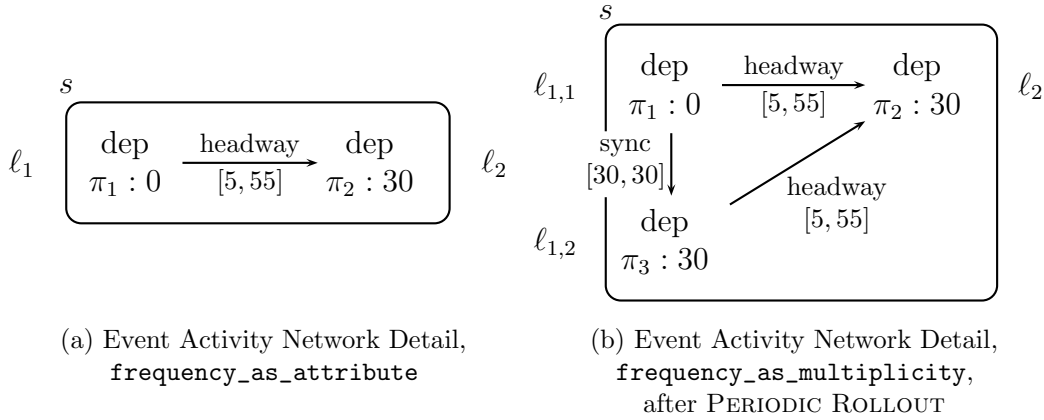 s
ℓ₁
dep
π₁ : 0
headway
[5, 55]
dep
π₂ : 30
ℓ₂
(a) Event Activity Network Detail,
frequency_as_attribute
s
ℓ₁,₁
dep
π₁ : 0
headway
[5, 55]
dep
π₂ : 30
ℓ₂
sync
[30, 30]
headway
[5, 55]
ℓ₁,₂
dep
π₃ : 30
(b) Event Activity Network Detail,
frequency_as_multiplicity,
after PERIODIC ROLLOUT